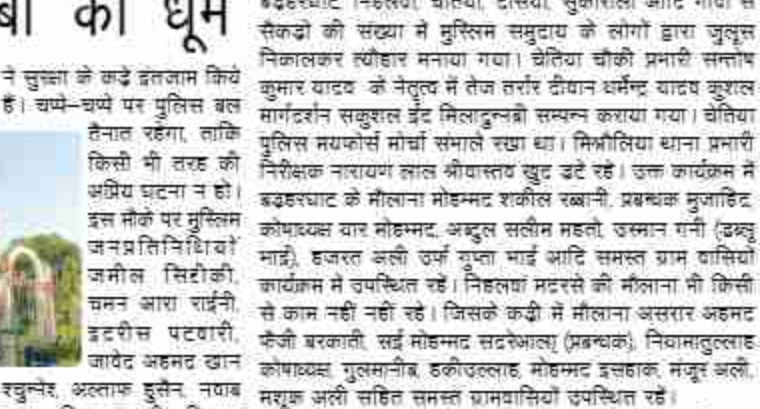 बी की धूम
ने सुरक्षा के कड़े इंतजाम किये
हैं। चप्पे–चप्पे पर पुलिस बल
तैनात रहेगा, ताकि
किसी भी तरह की
अप्रिय घटना न हो।
इस मौके पर मुस्लिम
जनप्रतिनिधियों
जमील सिद्दीकी,
चमन आरा राईनी,
इदरीस पटवारी,
जावेद अहमद खान
अल्ताफ हुसैन, नवाब
बढ़हरघाट निहलवा, चेतिया, आदि गांवों से
सैकड़ो की संख्या में मुस्लिम समुदाय के लोगों द्वारा जुलूस
निकालकर त्यौहार मनाया गया। चेतिया चौकी प्रभारी सन्तोष
कुमार यादव के नेतृत्व में तेज तर्रार दीवान धर्मेन्द्र यादव कुशल
मार्गदर्शन सकुशल ईद मिलादुन्नबी सम्पन्न कराया गया। चेतिया
पुलिस मयफोर्स मोर्चा संभाले रखा था। मिश्रौलिया थाना प्रभारी
निरीक्षक नारायण लाल श्रीवास्तव खुद डटे रहे। उक्त कार्यक्रम में
बढ़हरघाट के मौलाना मोहम्मद शकील रब्बानी, प्रबन्धक मुजाहिद,
कोषाध्यक्ष यार मोहम्मद, अब्दुल सलीम महतो, उस्मान गनी (डब्लू
भाई), हजरत अली उर्फ गुप्ता भाई आदि समस्त ग्राम वासियों
कार्यक्रम में उपस्थित रहें। निहलवां मदरसे की मौलाना भी किसी
से काम नहीं नहीं रहे। जिसके कड़ी में मौलाना असरार अहमद
फैजी बरकाती, सई मोहम्मद सदरेआला (प्रबन्धक), नियामतुल्लाह
कोषाध्यक्ष, गुलमानीब, हकीउल्लाह, मोहम्मद इसहाक, मंजूर अली,
मशूक अली सहित समस्त ग्रामवासियों उपस्थित रहें।